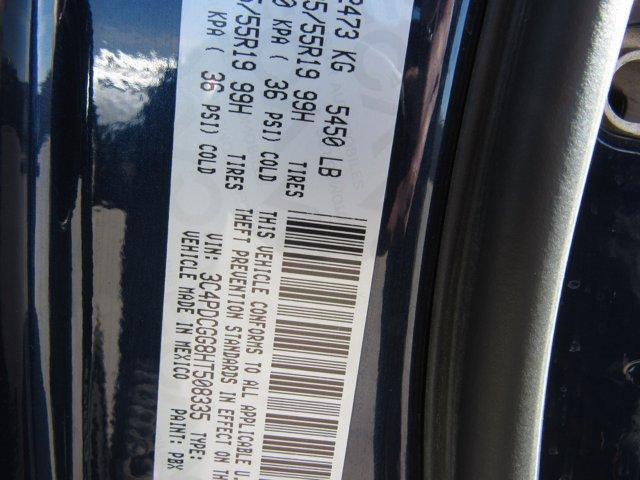 2473 KG 5450 LB
5/55R19 99H TIRES
0 KPA ( 36 PSI) COLD
5/55R19 99H TIRES
KPA ( 36 PSI) COLD
THIS VEHICLE CONFORMS TO ALL APPLICABLE U.
THEFT PREVENTION STANDARDS IN EFFECT ON TH
VIN: 3C4PDCGG8HT508335 TYPE:
VEHICLE MADE IN MEXICO PAINT: PBX